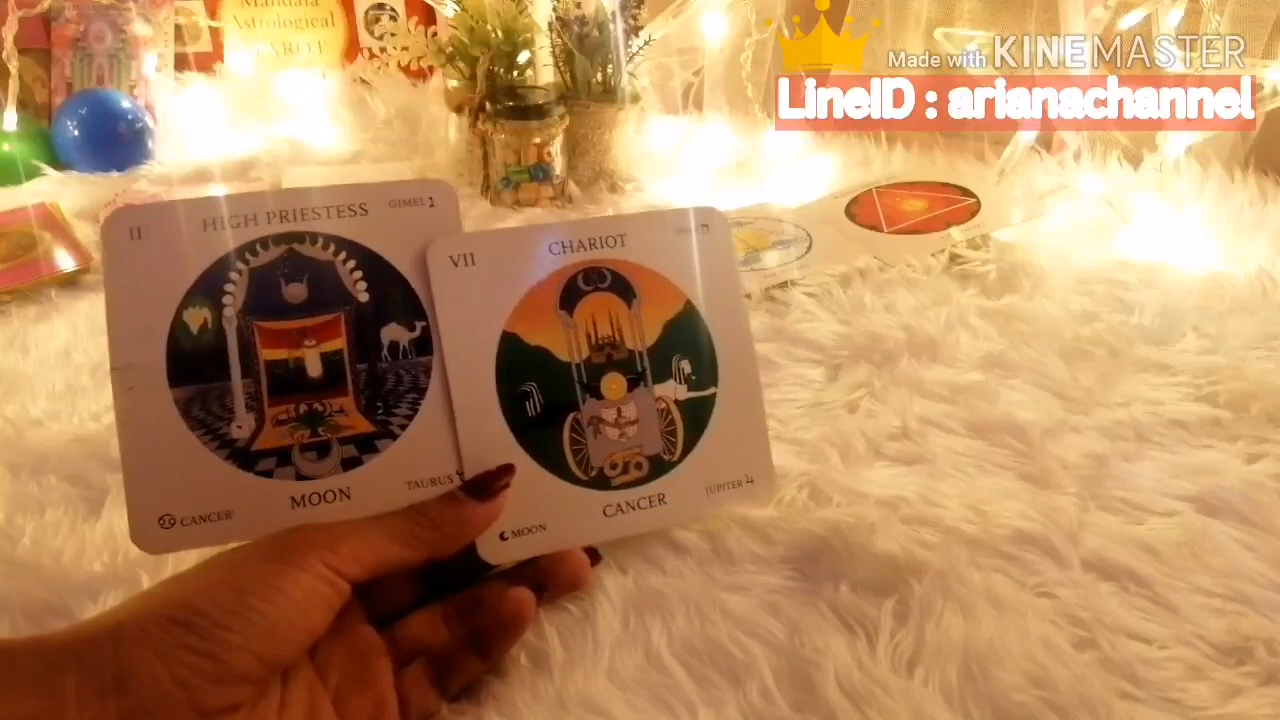 Mandala
Astrological
TAROT
Made with KINEMASTER
LineID : arianachannel
II
HIGH PRIESTESS
GIMEL ג
MOON
♋ CANCER
TAURUS
VII
CHARIOT
CANCER
☾ MOON
JUPITER ♃